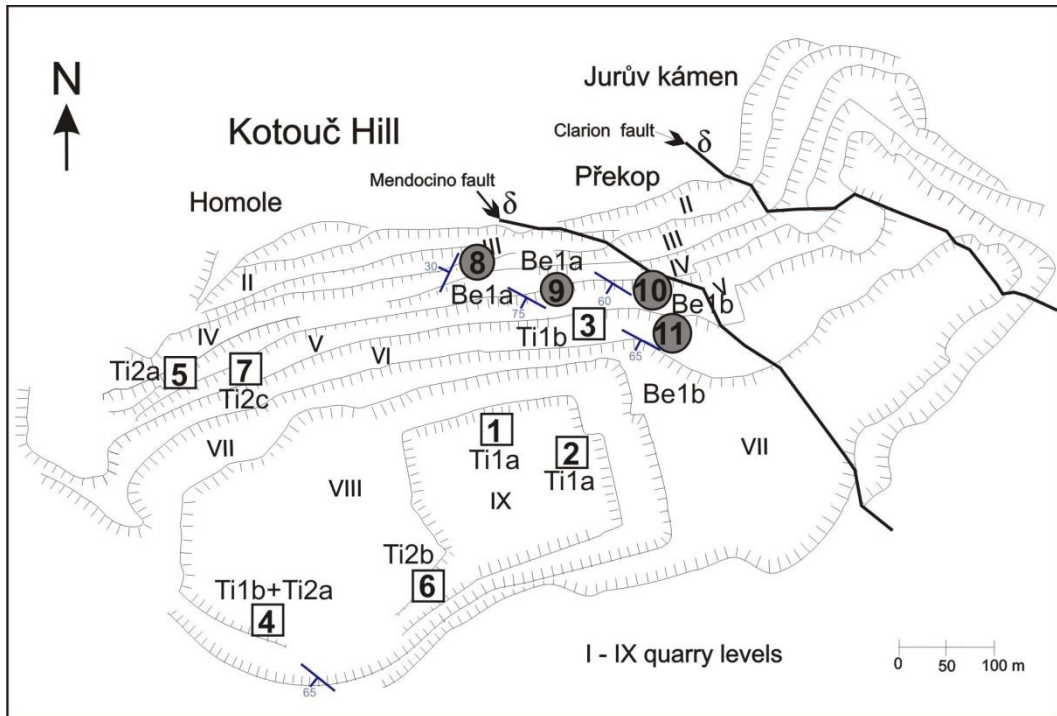 Jurův kámen
N
Clarion fault
δ
Kotouč Hill
Překop
Mendocino fault
δ
Homole
II
III
III
8
Be1a
IV
30
Be1a
II
9
60
10
V
Be1b
75
3
11
IV
V
Ti1b
65
VI
Ti2a
5
7
Ti2c
Be1b
1
VII
2
VII
Ti1a
Ti1a
VIII
IX
Ti2b
6
Ti1b+Ti2a
4
I - IX quarry levels
65
0 50 100 m